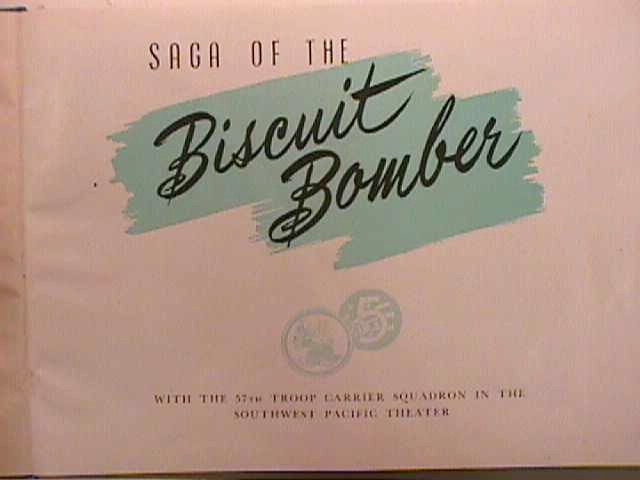 SAGA OF THE
Biscuit
Bomber
WITH THE 57TH TROOP CARRIER SQUADRON IN THE
SOUTHWEST PACIFIC THEATER